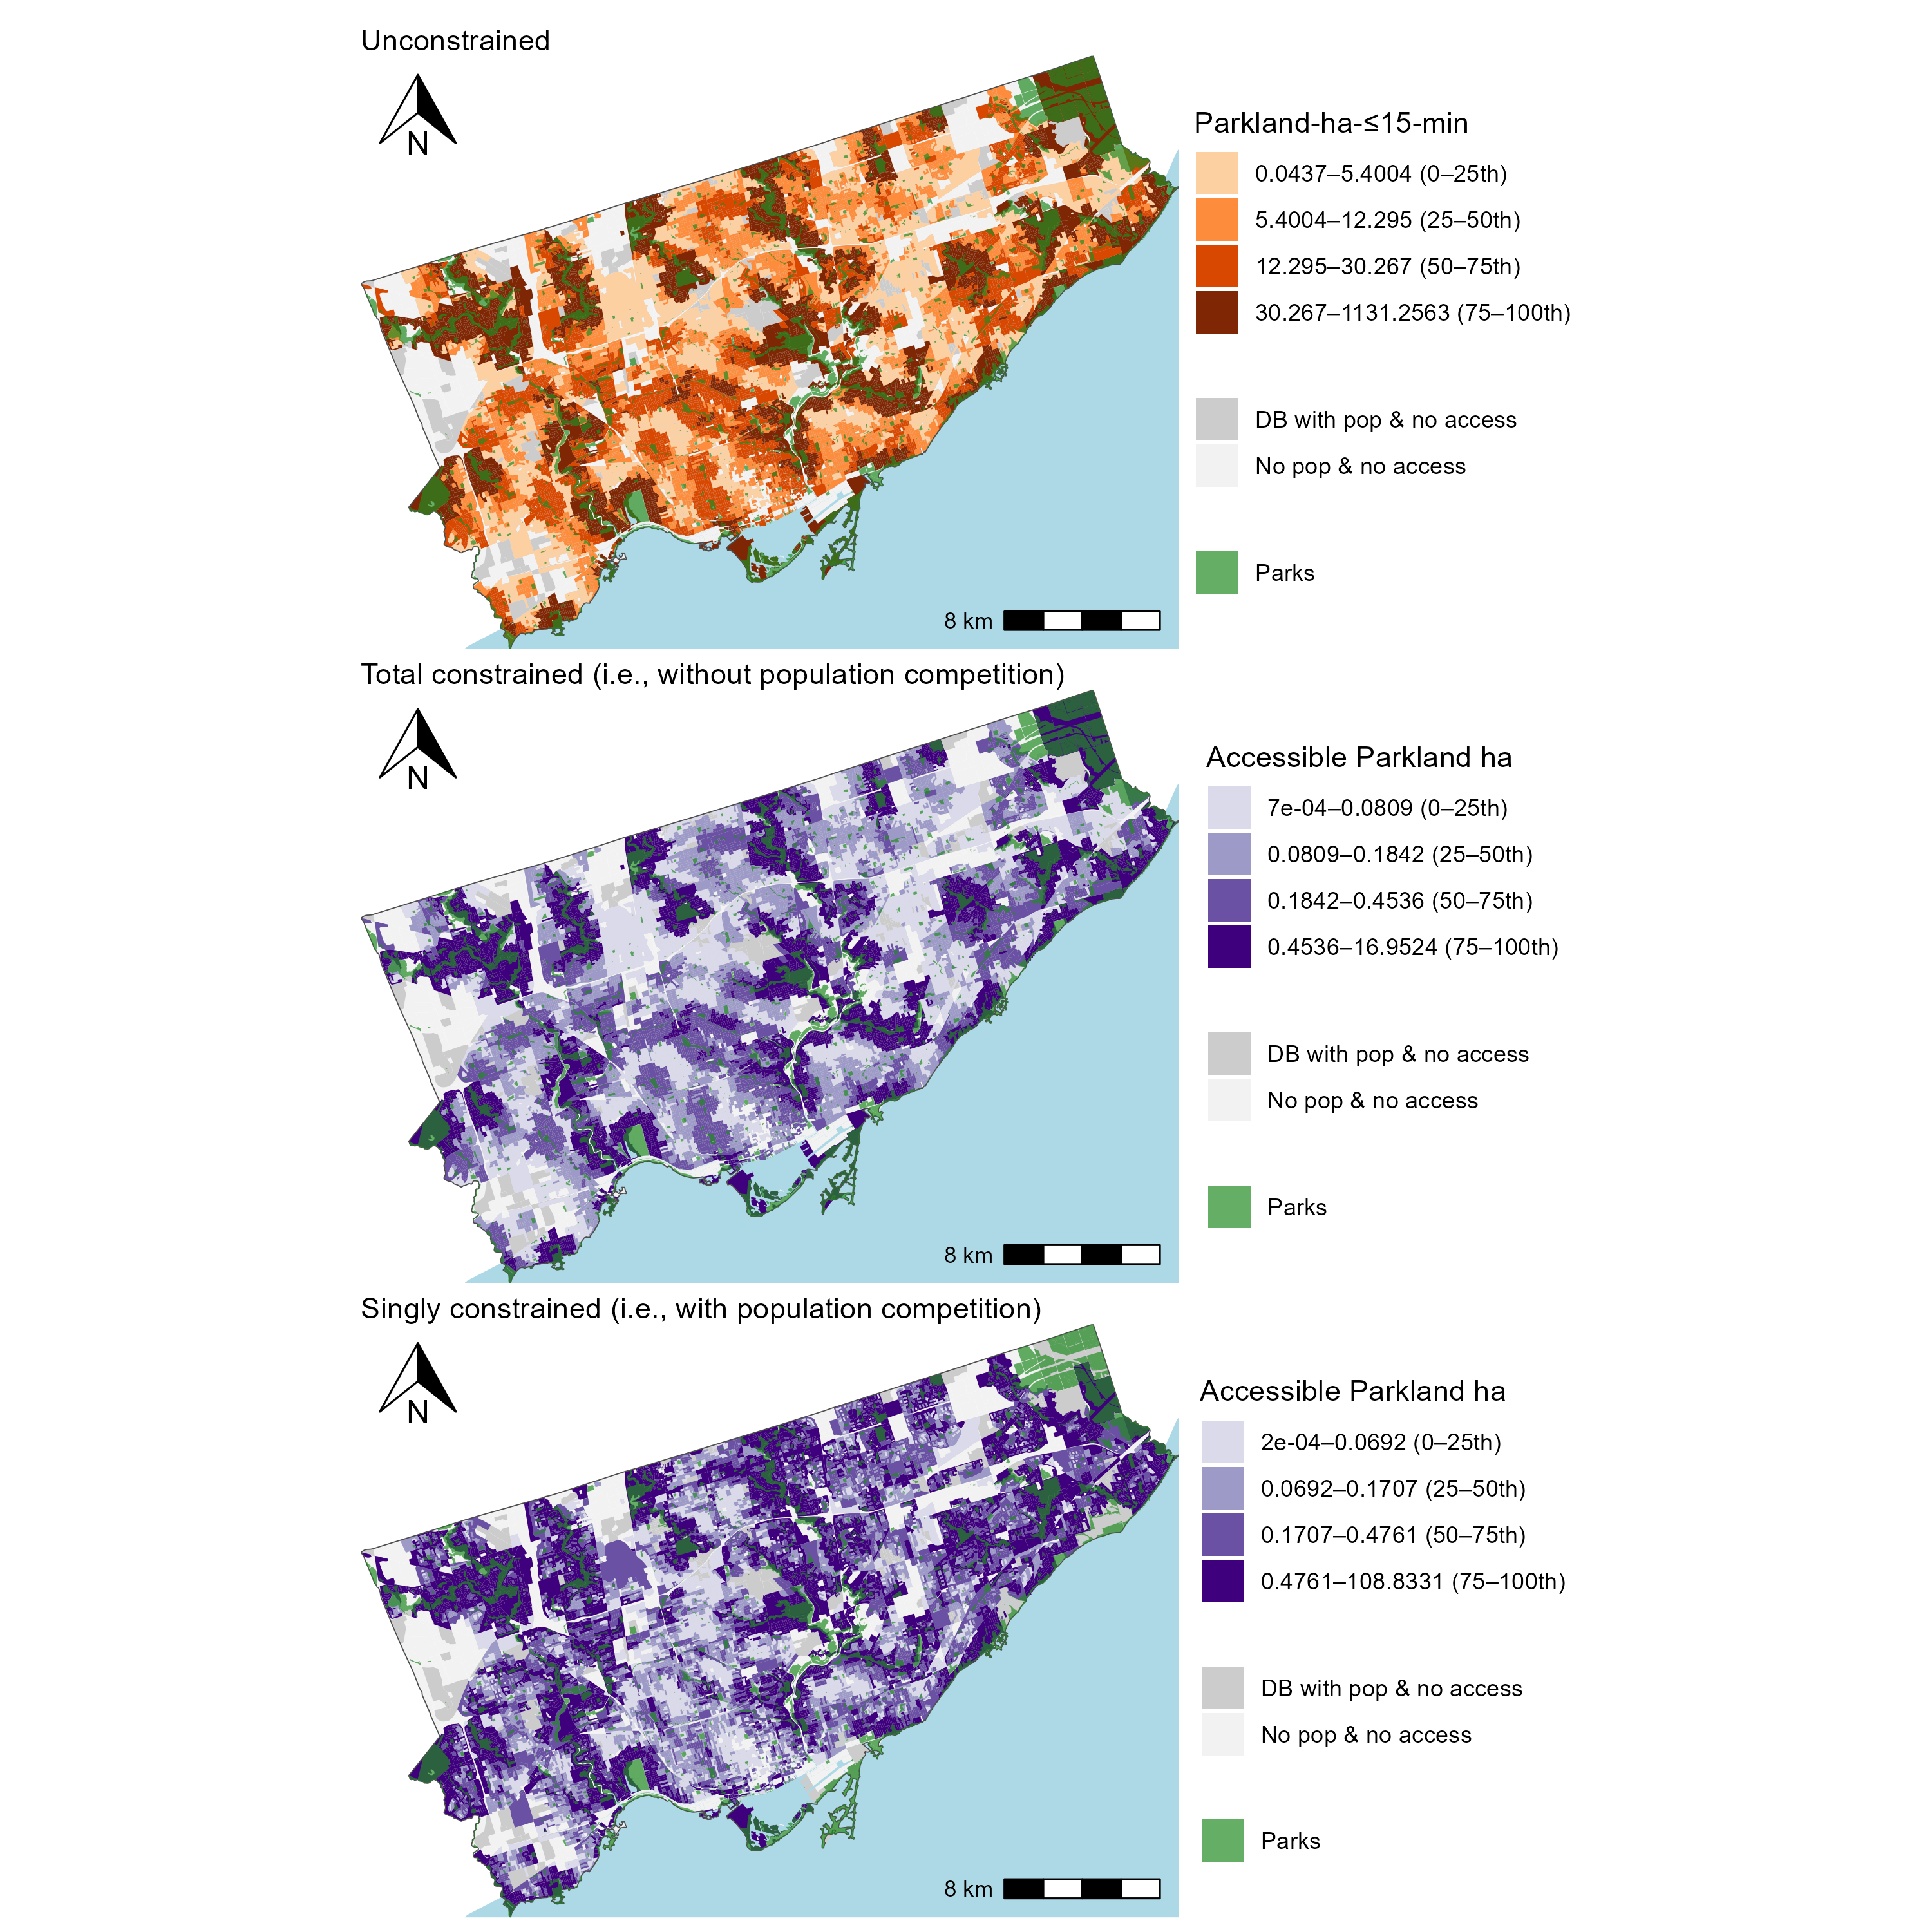 Unconstrained
N
Parkland-ha-≤15-min
0.0437–5.4004 (0–25th)
5.4004–12.295 (25–50th)
12.295–30.267 (50–75th)
30.267–1131.2563 (75–100th)
DB with pop & no access
No pop & no access
Parks
8 km
Total constrained (i.e., without population competition)
N
Accessible Parkland ha
7e-04–0.0809 (0–25th)
0.0809–0.1842 (25–50th)
0.1842–0.4536 (50–75th)
0.4536–16.9524 (75–100th)
DB with pop & no access
No pop & no access
Parks
8 km
Singly constrained (i.e., with population competition)
N
Accessible Parkland ha
2e-04–0.0692 (0–25th)
0.0692–0.1707 (25–50th)
0.1707–0.4761 (50–75th)
0.4761–108.8331 (75–100th)
DB with pop & no access
No pop & no access
Parks
8 km